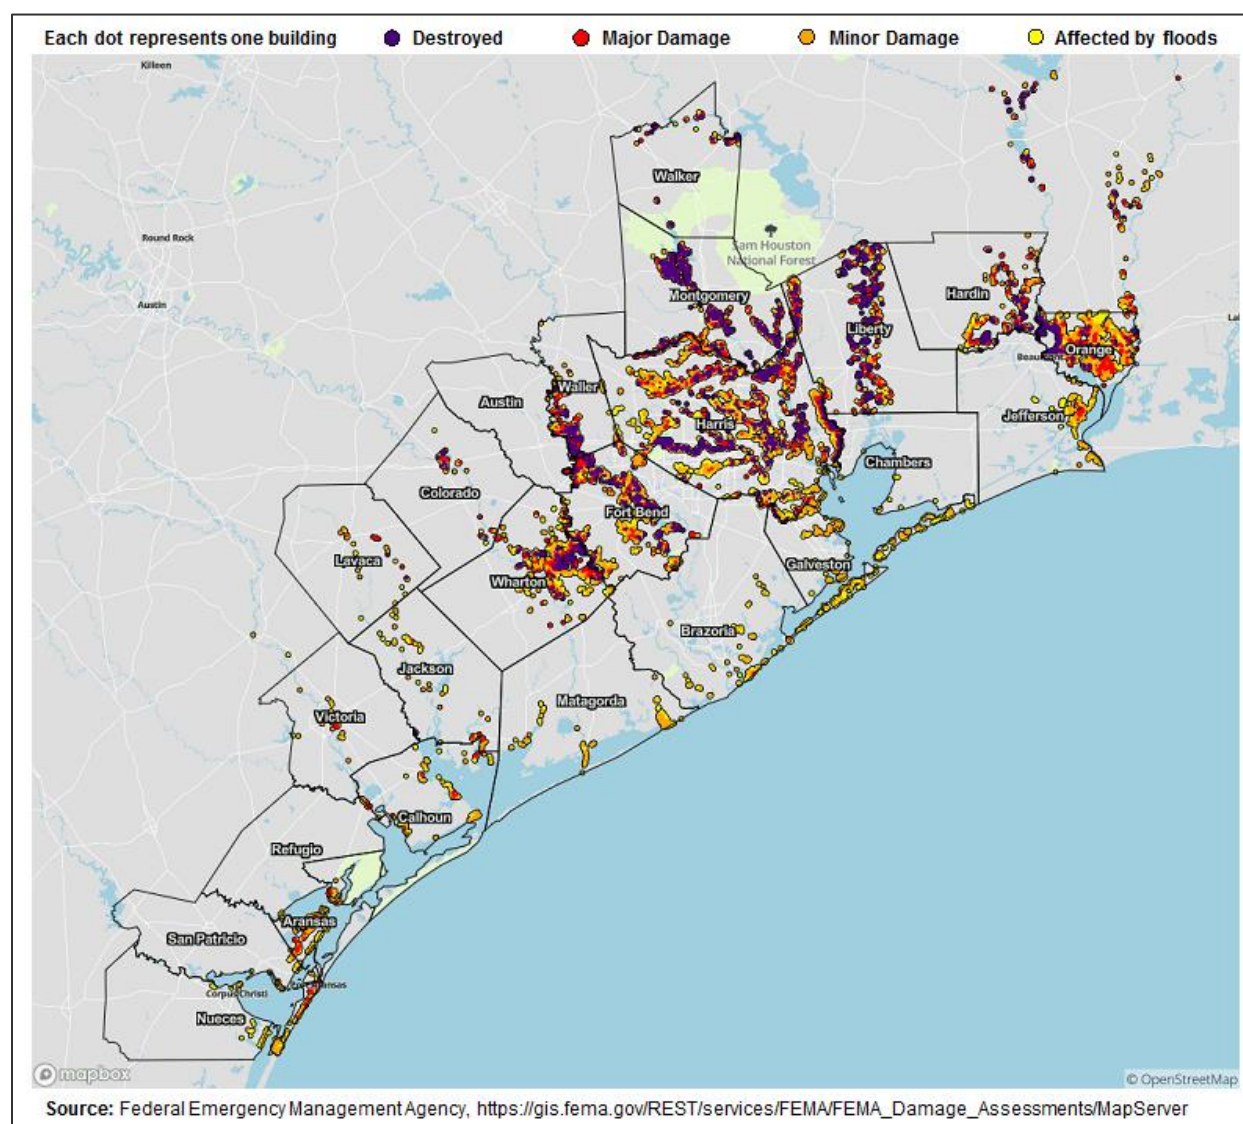 Each dot represents one building Destroyed Major Damage Minor Damage Affected by floods
Killeen
Walker
Round Rock
Sam Houston
National Forest
Austin
Montgomery
Hardin
Liberty
Beaumont
Orange
Waller
Austin
Jefferson
Harris
Chambers
Colorado
Fort Bend
Lavaca
Galveston
Wharton
Brazoria
Jackson
Matagorda
Victoria
Calhoun
Refugio
Aransas
San Patricio
Port Aransas
Corpus Christi
Nueces
mapbox
© OpenStreetMap
Source: Federal Emergency Management Agency, https://gis.fema.gov/REST/services/FEMA/FEMA_Damage_Assessments/MapServer